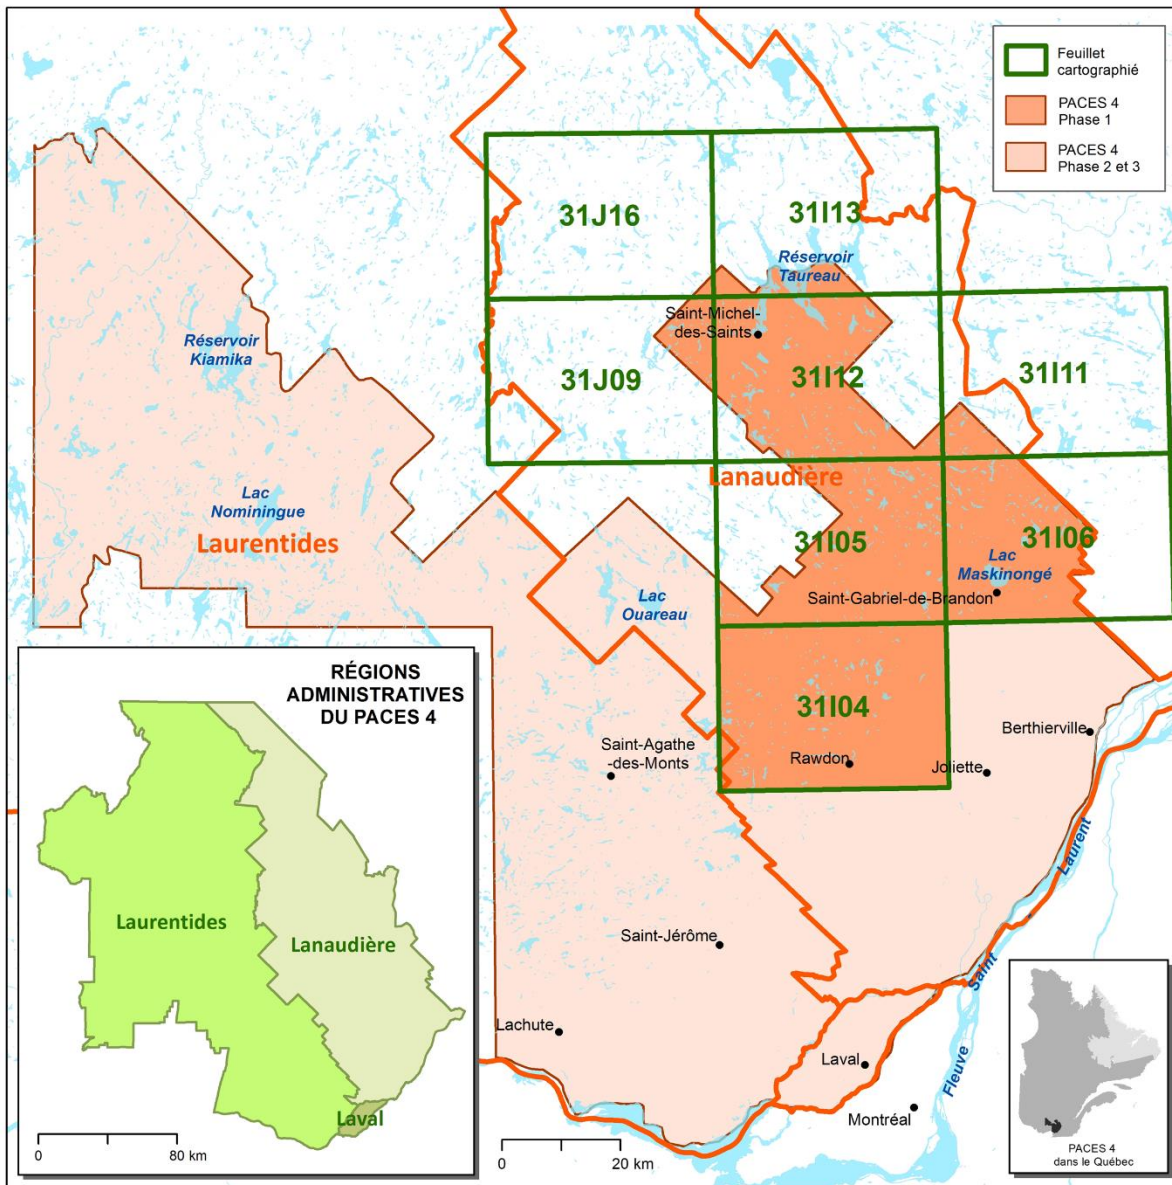 Feuillet
cartographié
PACES 4
Phase 1
PACES 4
Phase 2 et 3
31J16
31I13
Réservoir
Taureau
Saint-Michel-
des-Saints
Réservoir
Kiamika
31J09
31I12
31I11
Lanaudière
Lac
Nominingue
Laurentides
31I05
31I06
Lac
Maskinongé
Saint-Gabriel-de-Brandon
Lac
Ouareau
31I04
Rawdon
Saint-Agathe
-des-Monts
Berthierville
Joliette
Saint-Jérôme
Lachute
Laval
Montréal
Fleuve
Saint
Laurent
0
20 km
RÉGIONS
ADMINISTRATIVES
DU PACES 4
Laurentides
Lanaudière
Laval
0
80 km
PACES 4
dans le Québec